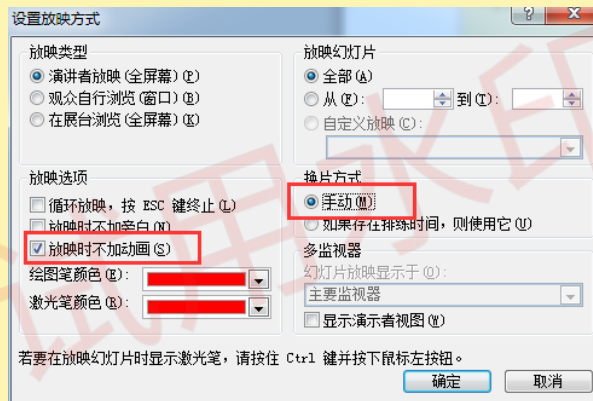 设置放映方式
放映类型
演讲者放映(全屏幕)(P)
观众自行浏览(窗口)(B)
在展台浏览(全屏幕)(K)
放映幻灯片
全部(A)
从(F): 到(T):
自定义放映(C):
放映选项
循环放映，按 ESC 键终止(L)
放映时不加旁白(N)
放映时不加动画(S)
绘图笔颜色(E):
激光笔颜色(R):
换片方式
手动(M)
如果存在排练时间，则使用它(U)
多监视器
幻灯片放映显示于(O):
主要监视器
显示演示者视图(W)
若要在放映幻灯片时显示激光笔，请按住 Ctrl 键并按下鼠标左按钮。
确定 取消
试用水印